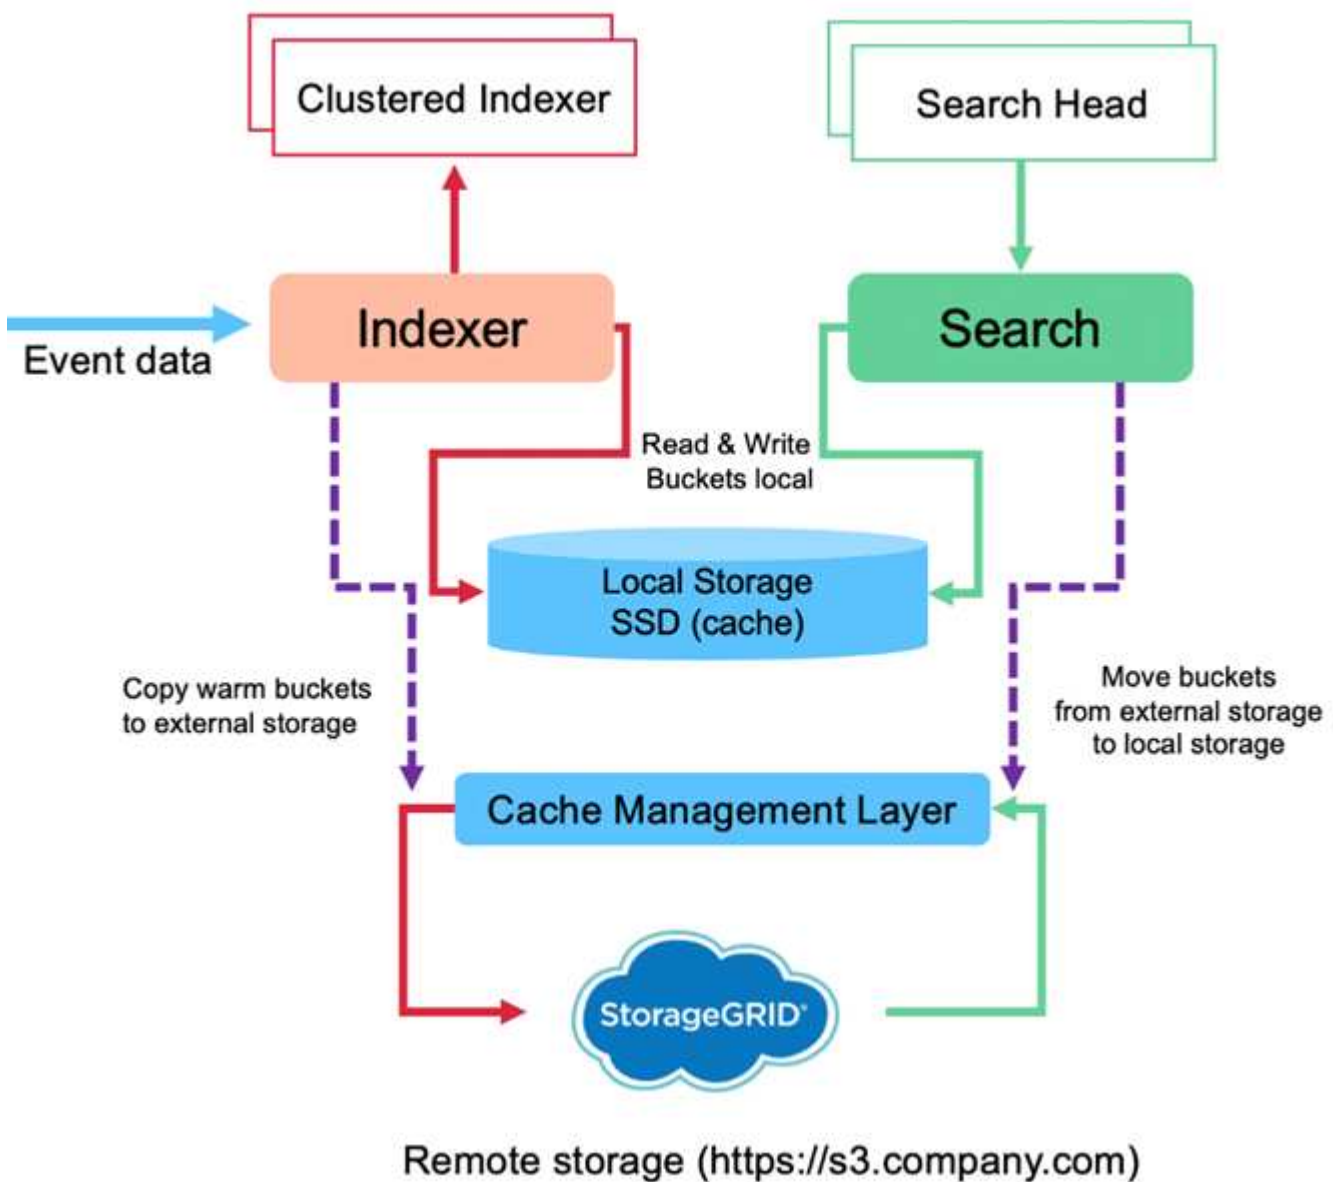 Clustered Indexer
Search Head
Indexer
Search
Event data
Read & Write
Buckets local
Local Storage
SSD (cache)
Copy warm buckets
to external storage
Move buckets
from external storage
to local storage
Cache Management Layer
StorageGRID®
Remote storage (https://s3.company.com)